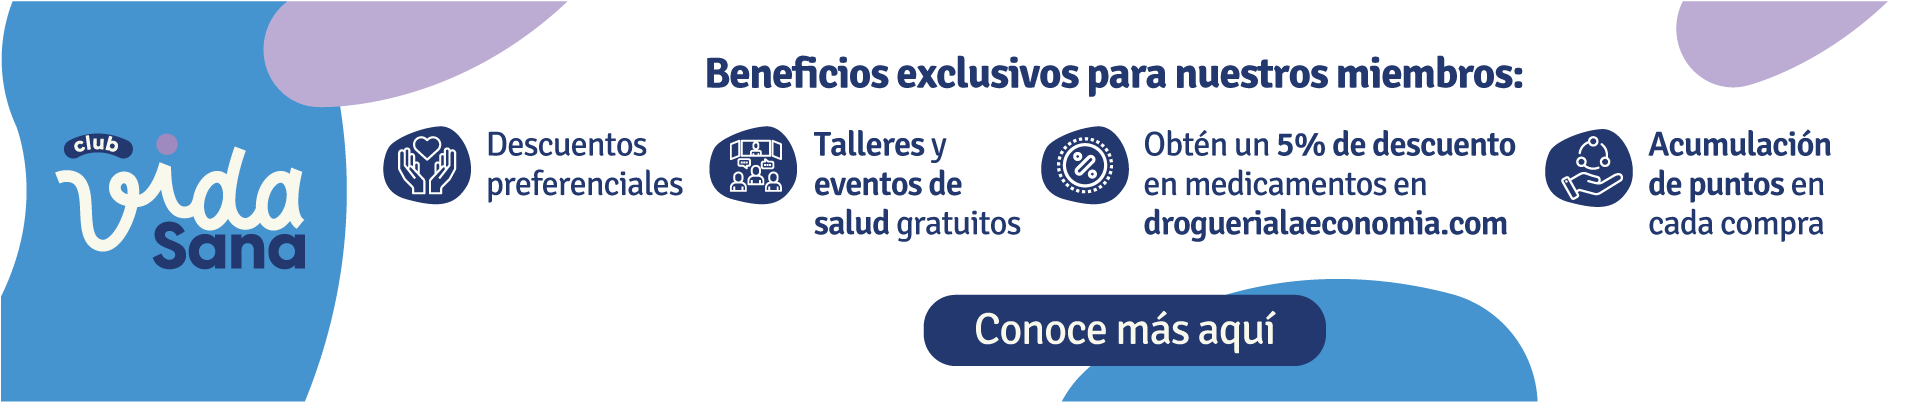 club
vida
Sana
Beneficios exclusivos para nuestros miembros:
Descuentos
preferenciales
Talleres y
eventos de
salud gratuitos
Obtén un 5% de descuento
en medicamentos en
droguerialaeconomia.com
Acumulación
de puntos en
cada compra
Conoce más aquí